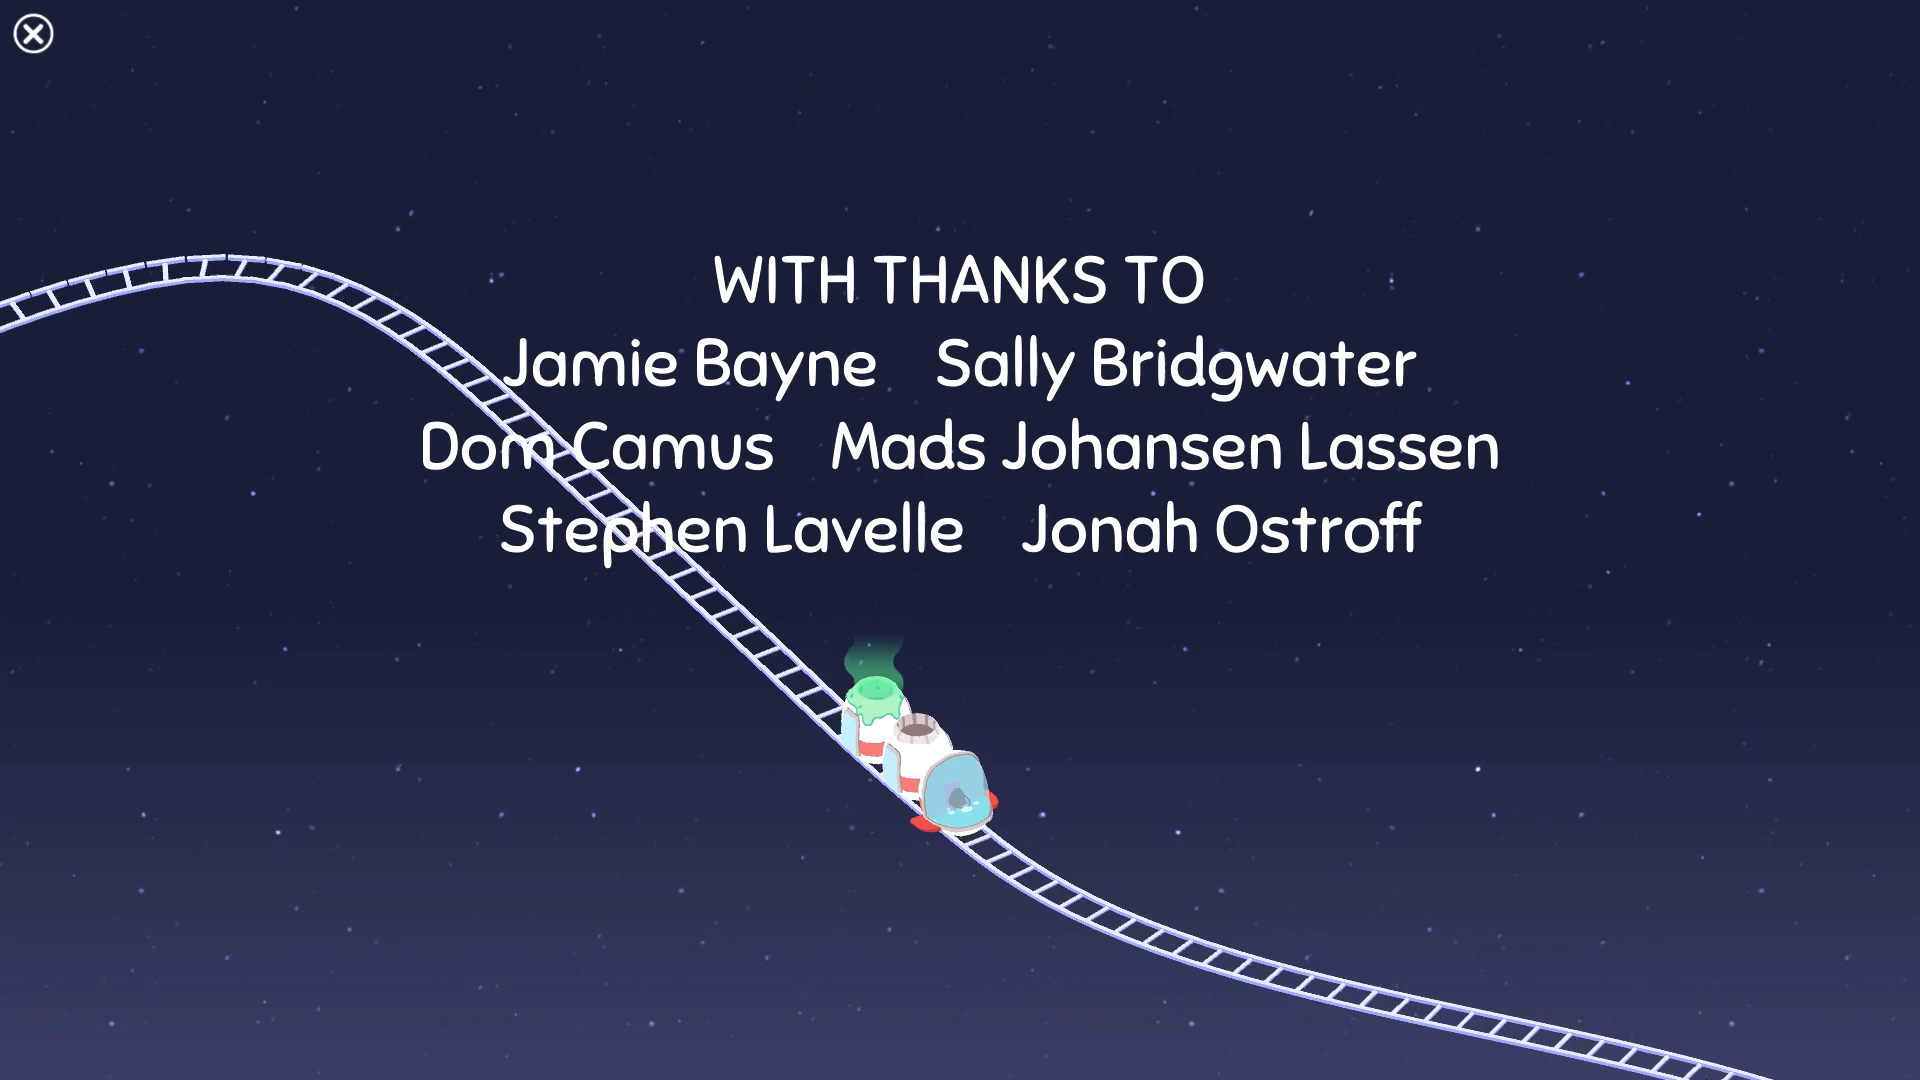 WITH THANKS TO
Jamie Bayne Sally Bridgwater
Dom Camus Mads Johansen Lassen
Stephen Lavelle Jonah Ostroff